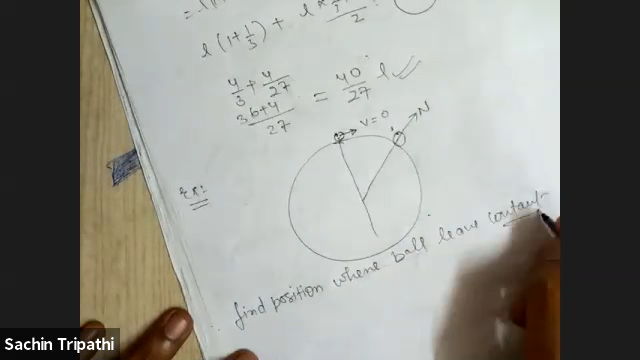 l(1+1/3) + l
4/3 + 4/27
36+4/27 = 40/27 l
V=0
N
Ex:
find position where ball leave contant
Sachin Tripathi